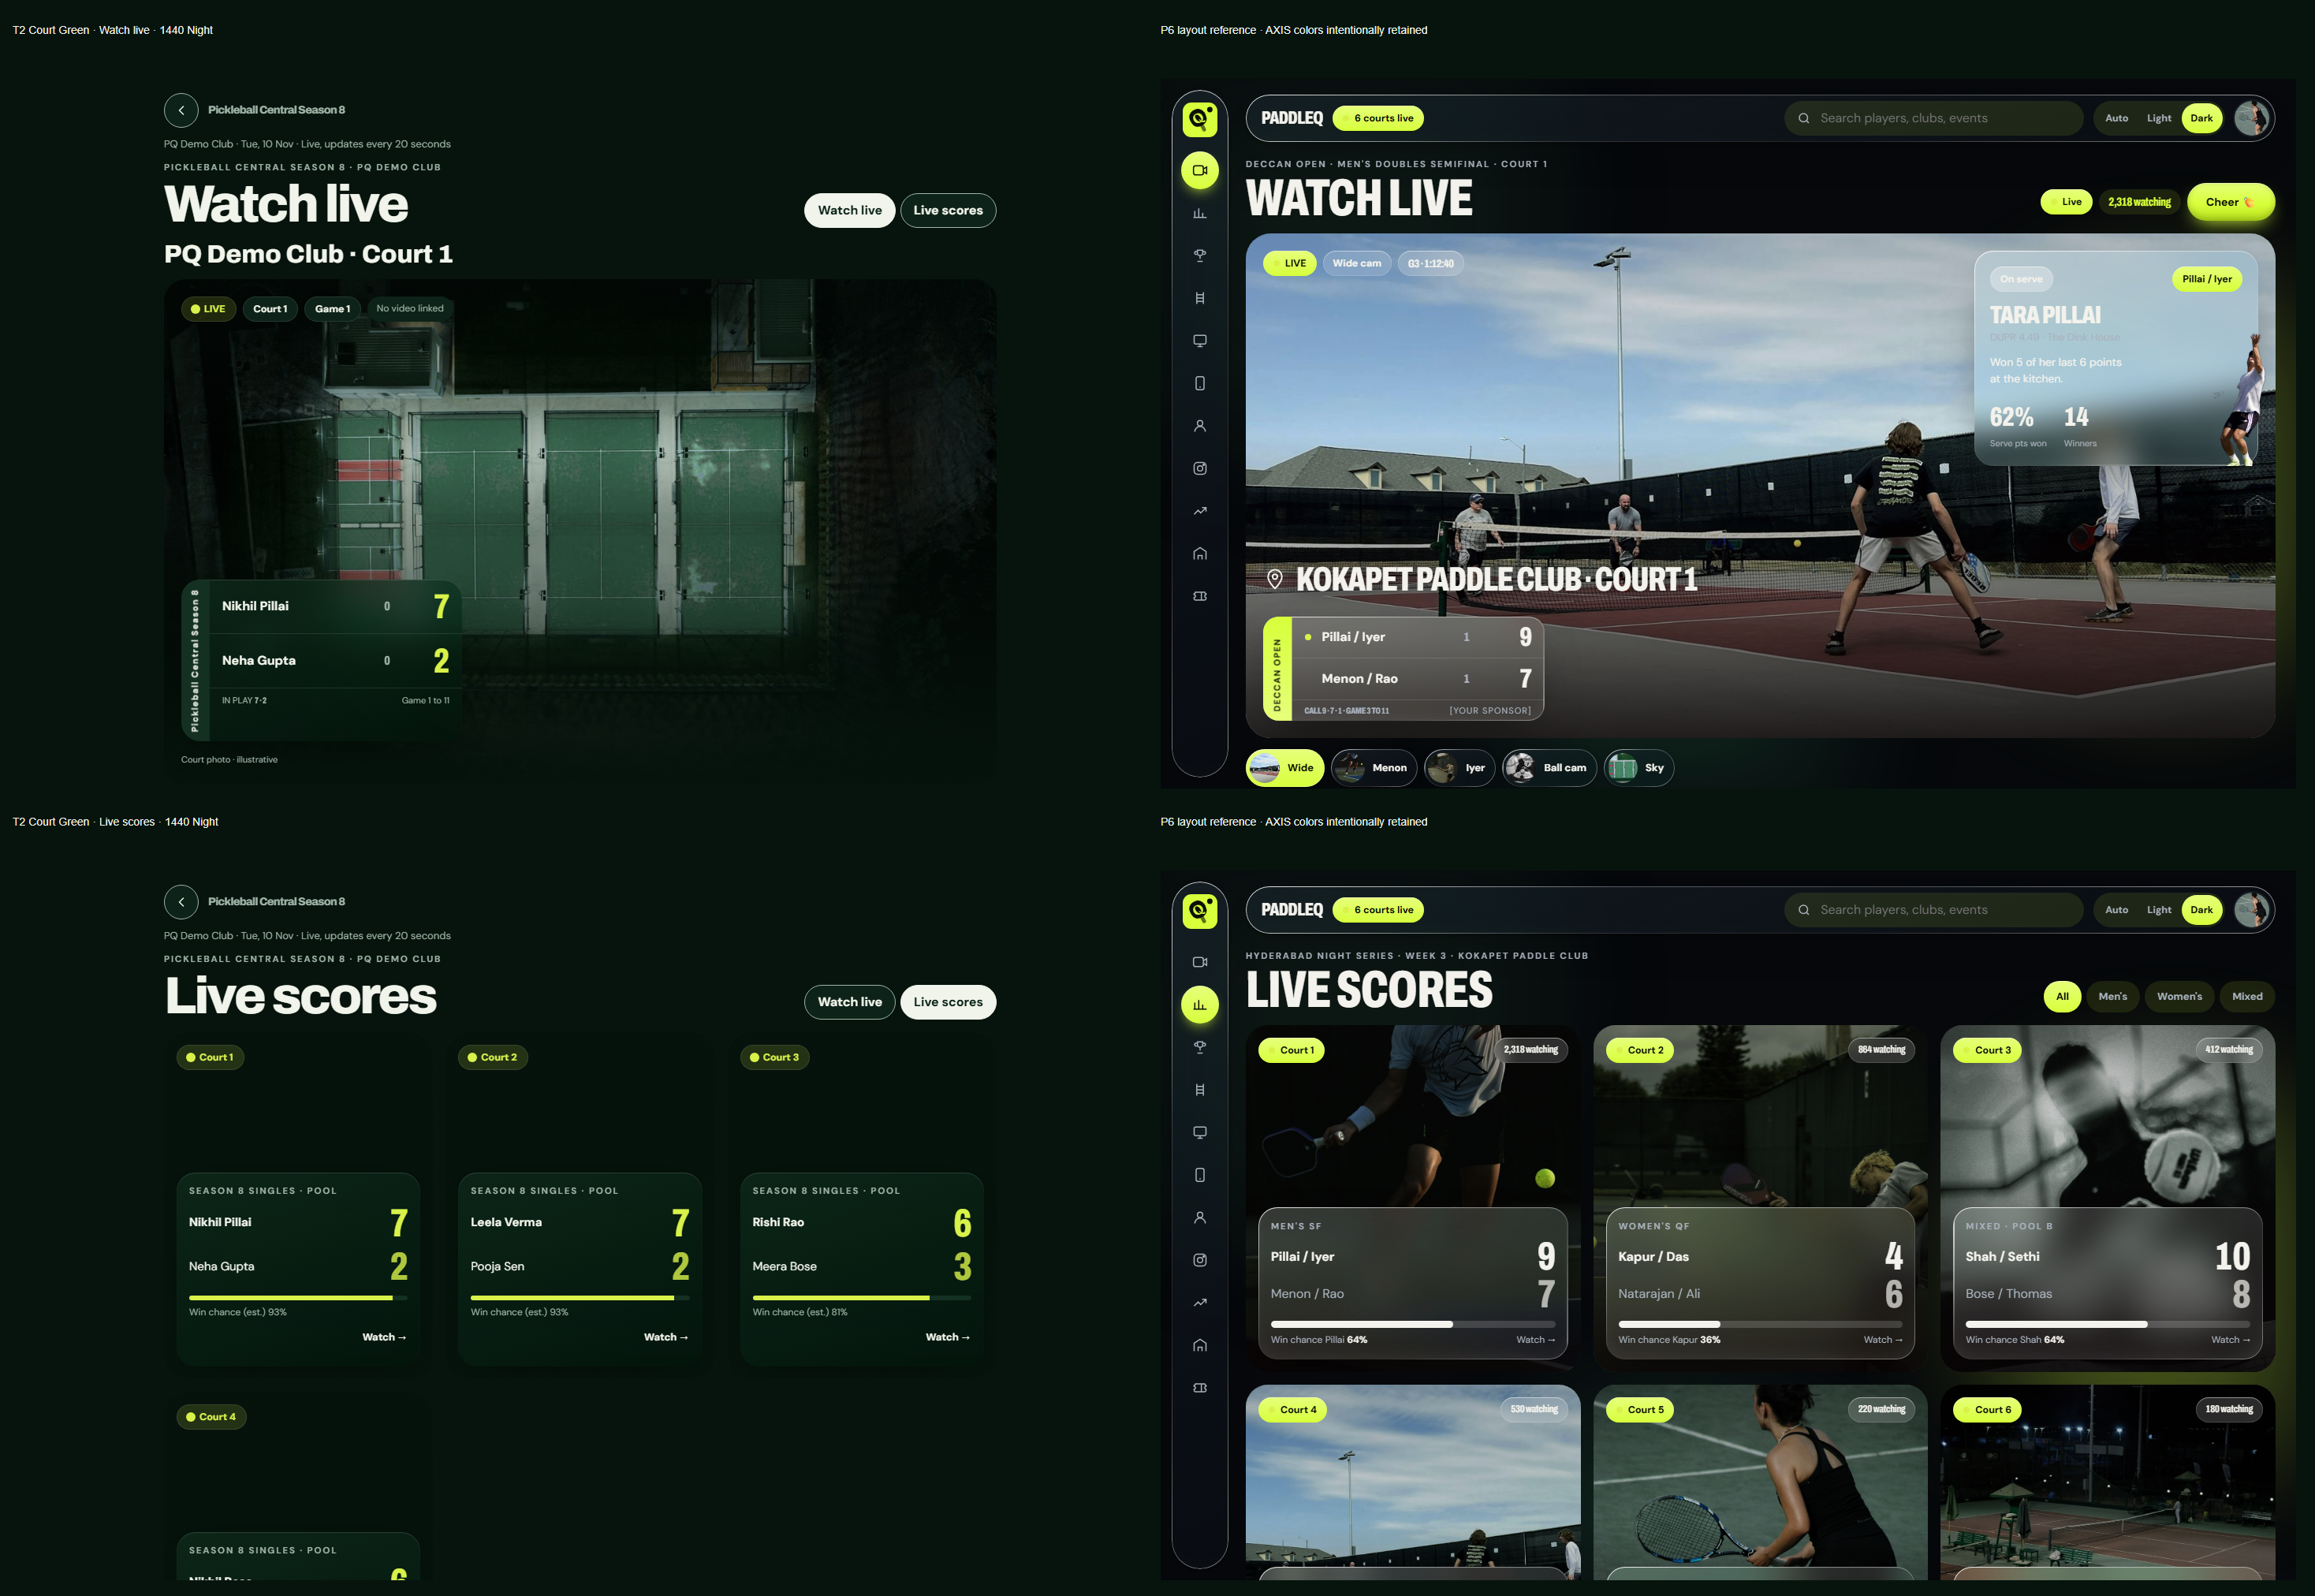 T2 Court Green · Watch live · 1440 Night
Pickleball Central Season 8
PQ Demo Club · Tue, 10 Nov · Live, updates every 20 seconds
PICKLEBALL CENTRAL SEASON 8 · PQ DEMO CLUB
Watch live
Watch live
Live scores
PQ Demo Club · Court 1
LIVE
Court 1
Game 1
No video linked
Pickleball Central Season 8
Nikhil Pillai 0 7
Neha Gupta 0 2
IN PLAY 7-2 Game 1 to 11
Court photo · illustrative
P6 layout reference · AXIS colors intentionally retained
PADDLEQ
6 courts live
Search players, clubs, events
Auto
Light
Dark
DECCAN OPEN · MEN'S DOUBLES SEMIFINAL · COURT 1
WATCH LIVE
Live
2,318 watching
Cheer
LIVE
Wide cam
G3 · 1:12:40
On serve
Pillai / Iyer
TARA PILLAI
DUPR 4.49 · The Dink House
Won 5 of her last 6 points
at the kitchen.
62% 14
Serve pts won Winners
KOKAPET PADDLE CLUB · COURT 1
DECCAN OPEN
Pillai / Iyer 1 9
Menon / Rao 1 7
CALL 9-7-1 · GAME 3 TO 11 [YOUR SPONSOR]
Wide
Menon
Iyer
Ball cam
Sky
T2 Court Green · Live scores · 1440 Night
Pickleball Central Season 8
PQ Demo Club · Tue, 10 Nov · Live, updates every 20 seconds
PICKLEBALL CENTRAL SEASON 8 · PQ DEMO CLUB
Live scores
Watch live
Live scores
Court 1
SEASON 8 SINGLES · POOL
Nikhil Pillai 7
Neha Gupta 2
Win chance (est.) 93%
Watch →
Court 2
SEASON 8 SINGLES · POOL
Leela Verma 7
Pooja Sen 2
Win chance (est.) 93%
Watch →
Court 3
SEASON 8 SINGLES · POOL
Rishi Rao 6
Meera Bose 3
Win chance (est.) 81%
Watch →
Court 4
SEASON 8 SINGLES · POOL
P6 layout reference · AXIS colors intentionally retained
PADDLEQ
6 courts live
Search players, clubs, events
Auto
Light
Dark
HYDERABAD NIGHT SERIES · WEEK 3 · KOKAPET PADDLE CLUB
LIVE SCORES
All
Men's
Women's
Mixed
Court 1
2,318 watching
MEN'S SF
Pillai / Iyer 9
Menon / Rao 7
Win chance Pillai 64% Watch →
Court 2
864 watching
WOMEN'S QF
Kapur / Das 4
Natarajan / Ali 6
Win chance Kapur 36% Watch →
Court 3
412 watching
MIXED · POOL B
Shah / Sethi 10
Bose / Thomas 8
Win chance Shah 64% Watch →
Court 4
530 watching
Court 5
220 watching
Court 6
180 watching